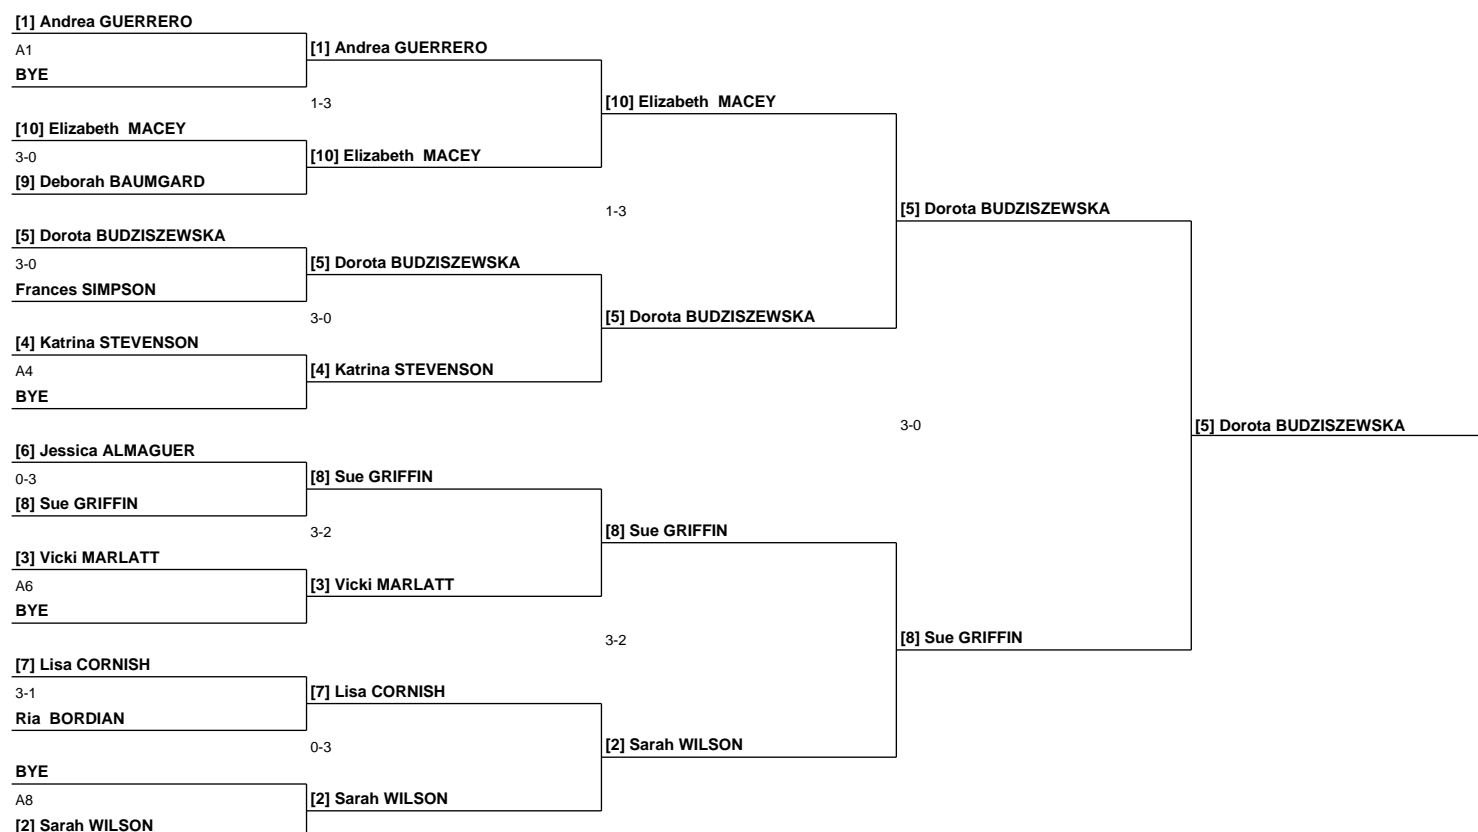 [1] Andrea GUERRERO
A1
BYE
[1] Andrea GUERRERO
1-3
[10] Elizabeth  MACEY
3-0
[9] Deborah BAUMGARD
[10] Elizabeth  MACEY
[10] Elizabeth  MACEY
1-3
[5] Dorota BUDZISZEWSKA
3-0
Frances SIMPSON
[5] Dorota BUDZISZEWSKA
3-0
[4] Katrina STEVENSON
A4
BYE
[4] Katrina STEVENSON
[5] Dorota BUDZISZEWSKA
[5] Dorota BUDZISZEWSKA
3-0
[6] Jessica ALMAGUER
0-3
[8] Sue GRIFFIN
[8] Sue GRIFFIN
3-2
[3] Vicki MARLATT
A6
BYE
[3] Vicki MARLATT
[8] Sue GRIFFIN
3-2
[7] Lisa CORNISH
3-1
Ria  BORDIAN
[7] Lisa CORNISH
0-3
BYE
A8
[2] Sarah WILSON
[2] Sarah WILSON
[2] Sarah WILSON
[8] Sue GRIFFIN
[5] Dorota BUDZISZEWSKA